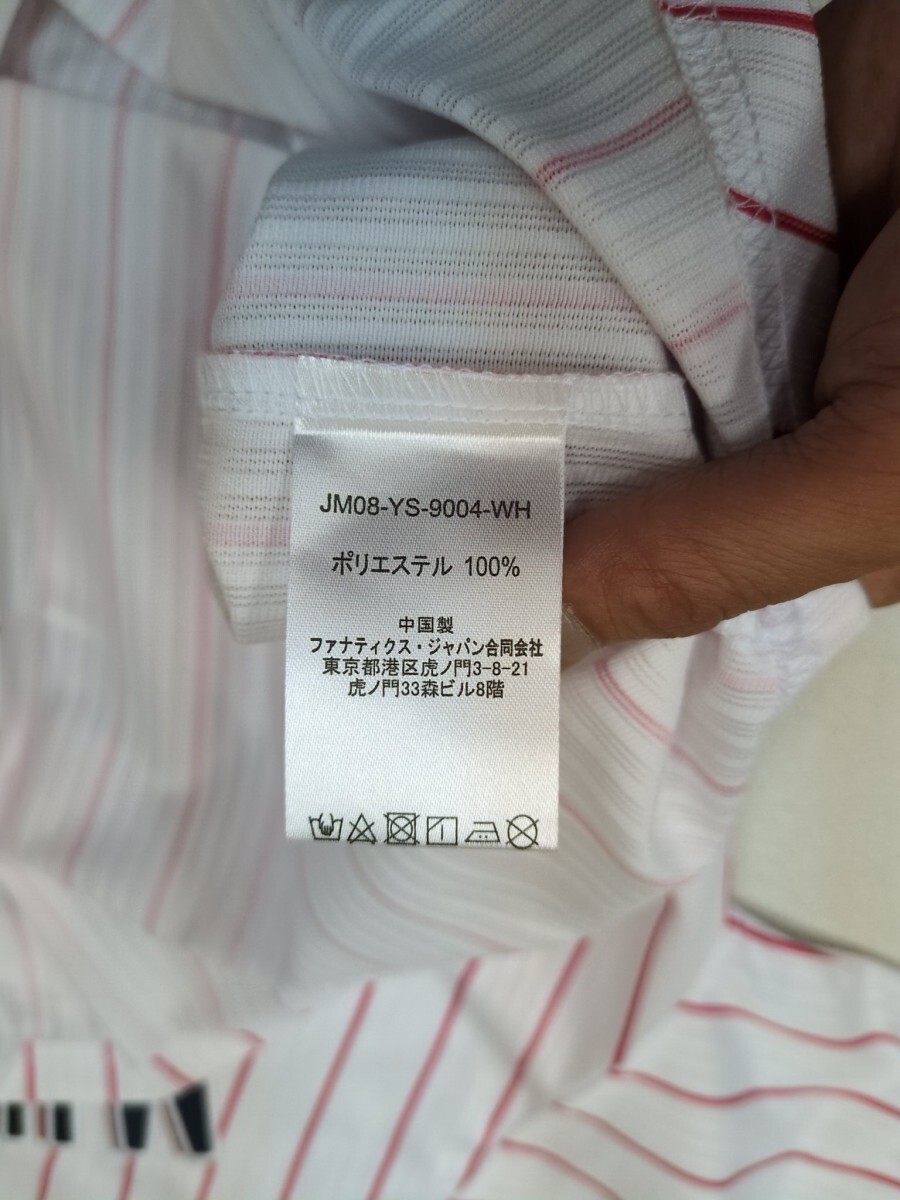 JM08-YS-9004-WH
ポリエステル 100%
中国製
ファナティクス・ジャパン合同会社
東京都港区虎ノ門3-8-21
虎ノ門33森ビル8階